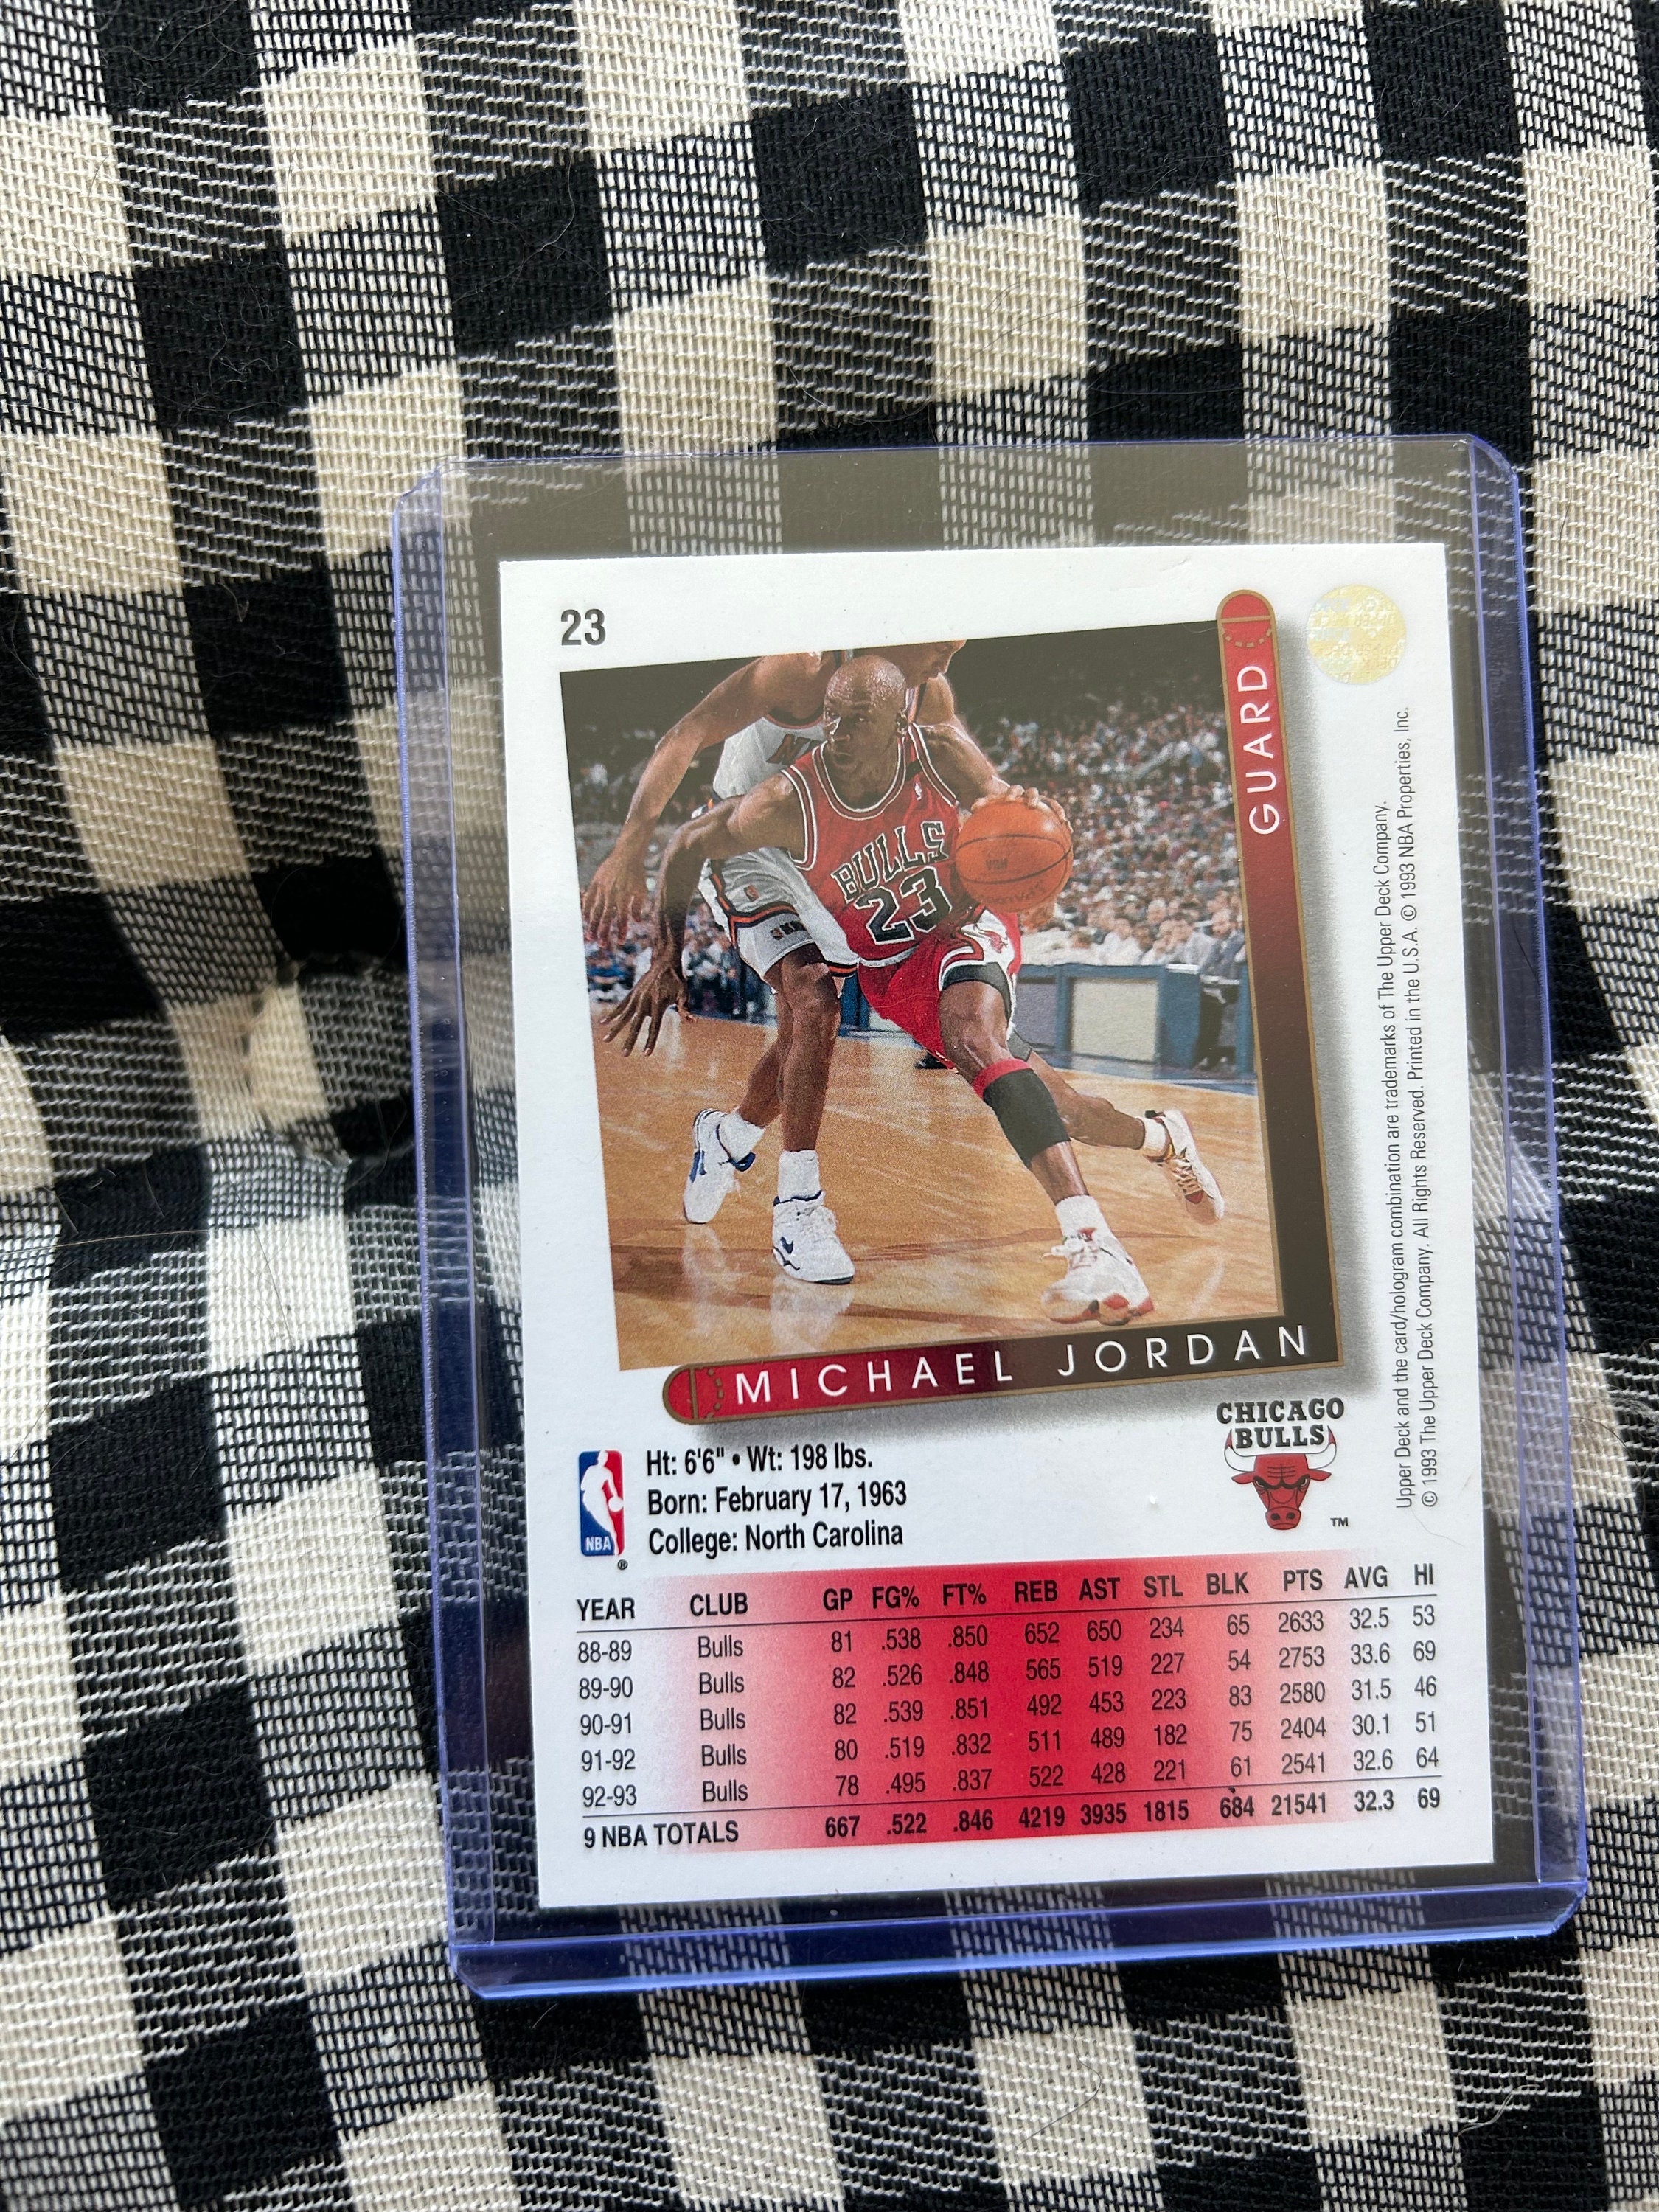 23
GUARD
BULLS
23
MICHAEL JORDAN
CHICAGO
BULLS
TM
NBA
®
Ht: 6'6" • Wt: 198 lbs.
Born: February 17, 1963
College: North Carolina
YEAR CLUB GP FG% FT% REB AST STL BLK PTS AVG HI
88-89 Bulls 81 .538 .850 652 650 234 65 2633 32.5 53
89-90 Bulls 82 .526 .848 565 519 227 54 2753 33.6 69
90-91 Bulls 82 .539 .851 492 453 223 83 2580 31.5 46
91-92 Bulls 80 .519 .832 511 489 182 75 2404 30.1 51
92-93 Bulls 78 .495 .837 522 428 221 61 2541 32.6 64
9 NBA TOTALS 667 .522 .846 4219 3935 1815 684 21541 32.3 69
Upper Deck and the card/hologram combination are trademarks of The Upper Deck Company.
© 1993 The Upper Deck Company. All Rights Reserved. Printed in the U.S.A. © 1993 NBA Properties, Inc.